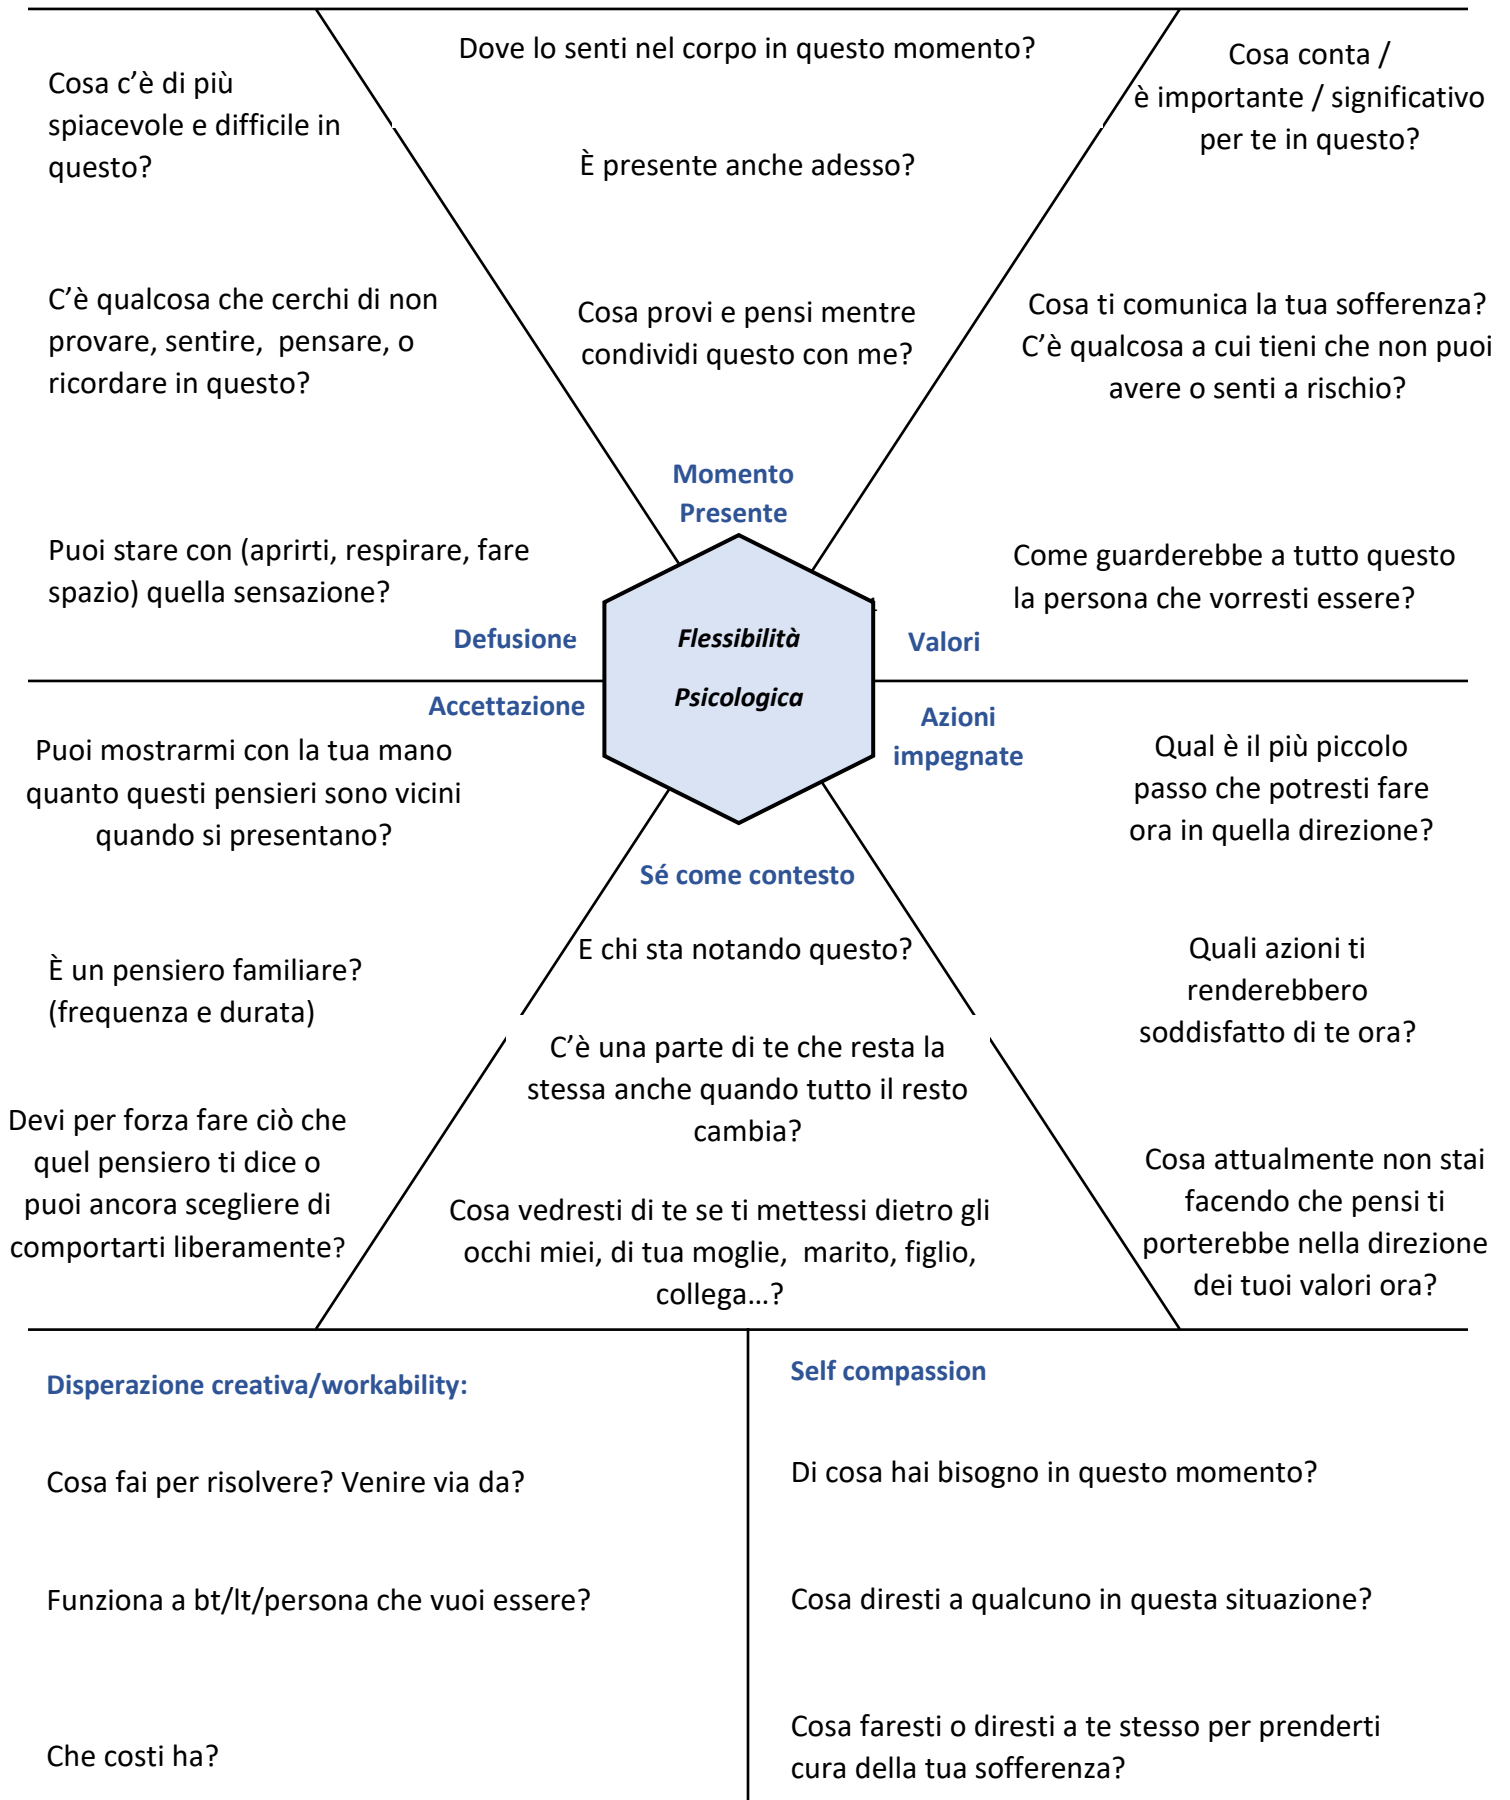 Dove lo senti nel corpo in questo momento?
È presente anche adesso?
Cosa provi e pensi mentre
condividi questo con me?
Momento
Presente
Cosa c’è di più
spiacevole e difficile in
questo?
C’è qualcosa che cerchi di non
provare, sentire, pensare, o
ricordare in questo?
Puoi stare con (aprirti, respirare, fare
spazio) quella sensazione?
Defusione
Cosa conta /
è importante / significativo
per te in questo?
Cosa ti comunica la tua sofferenza?
C’è qualcosa a cui tieni che non puoi
avere o senti a rischio?
Come guarderebbe a tutto questo
la persona che vorresti essere?
Valori
Flessibilità
Psicologica
Accettazione
Puoi mostrarmi con la tua mano
quanto questi pensieri sono vicini
quando si presentano?
È un pensiero familiare?
(frequenza e durata)
Devi per forza fare ciò che
quel pensiero ti dice o
puoi ancora scegliere di
comportarti liberamente?
Sé come contesto
E chi sta notando questo?
C’è una parte di te che resta la
stessa anche quando tutto il resto
cambia?
Cosa vedresti di te se ti mettessi dietro gli
occhi miei, di tua moglie, marito, figlio,
collega…?
Azioni
impegnate
Qual è il più piccolo
passo che potresti fare
ora in quella direzione?
Quali azioni ti
renderebbero
soddisfatto di te ora?
Cosa attualmente non stai
facendo che pensi ti
porterebbe nella direzione
dei tuoi valori ora?
Disperazione creativa/workability:
Cosa fai per risolvere? Venire via da?
Funziona a bt/lt/persona che vuoi essere?
Che costi ha?
Self compassion
Di cosa hai bisogno in questo momento?
Cosa diresti a qualcuno in questa situazione?
Cosa faresti o diresti a te stesso per prenderti
cura della tua sofferenza?